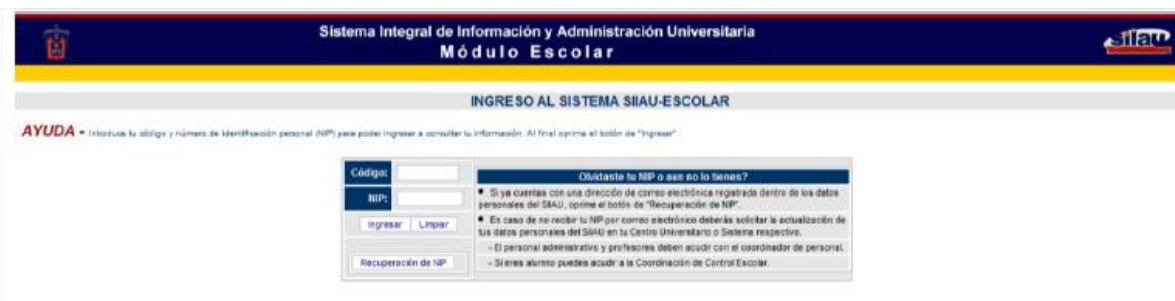 Sistema Integral de Información y Administración Universitaria
Módulo Escolar
siiau
INGRESO AL SISTEMA SIIAU-ESCOLAR
AYUDA - Introduce tu código y número de identificación personal (NIP) para poder ingresar a consultar tu información. Al final oprime el botón de "Ingresar"
Código:
NIP:
Ingresar Limpiar
Recuperación de NIP
Olvidaste tu NIP o aun no lo tienes?
• Si ya cuentas con una dirección de correo electrónico registrada dentro de los datos
personales del SIIAU, oprime el botón de "Recuperación de NIP".
• En caso de no recibir tu NIP por correo electrónico deberás solicitar la actualización de
tus datos personales del SIIAU en tu Centro Universitario o Sistema respectivo.
- El personal administrativo y profesores deben acudir con el coordinador de personal.
- Si eres alumno puedes acudir a la Coordinación de Control Escolar.